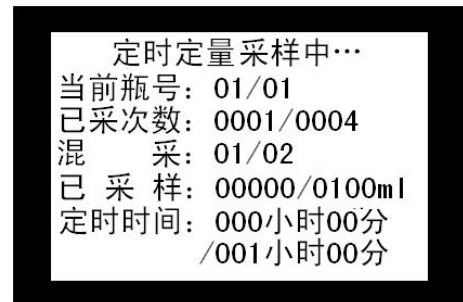 定时定量采样中…
当前瓶号：01/01
已采次数：0001/0004
混　　采：01/02
已 采 样：00000/0100ml
定时时间：000小时00分
/001小时00分